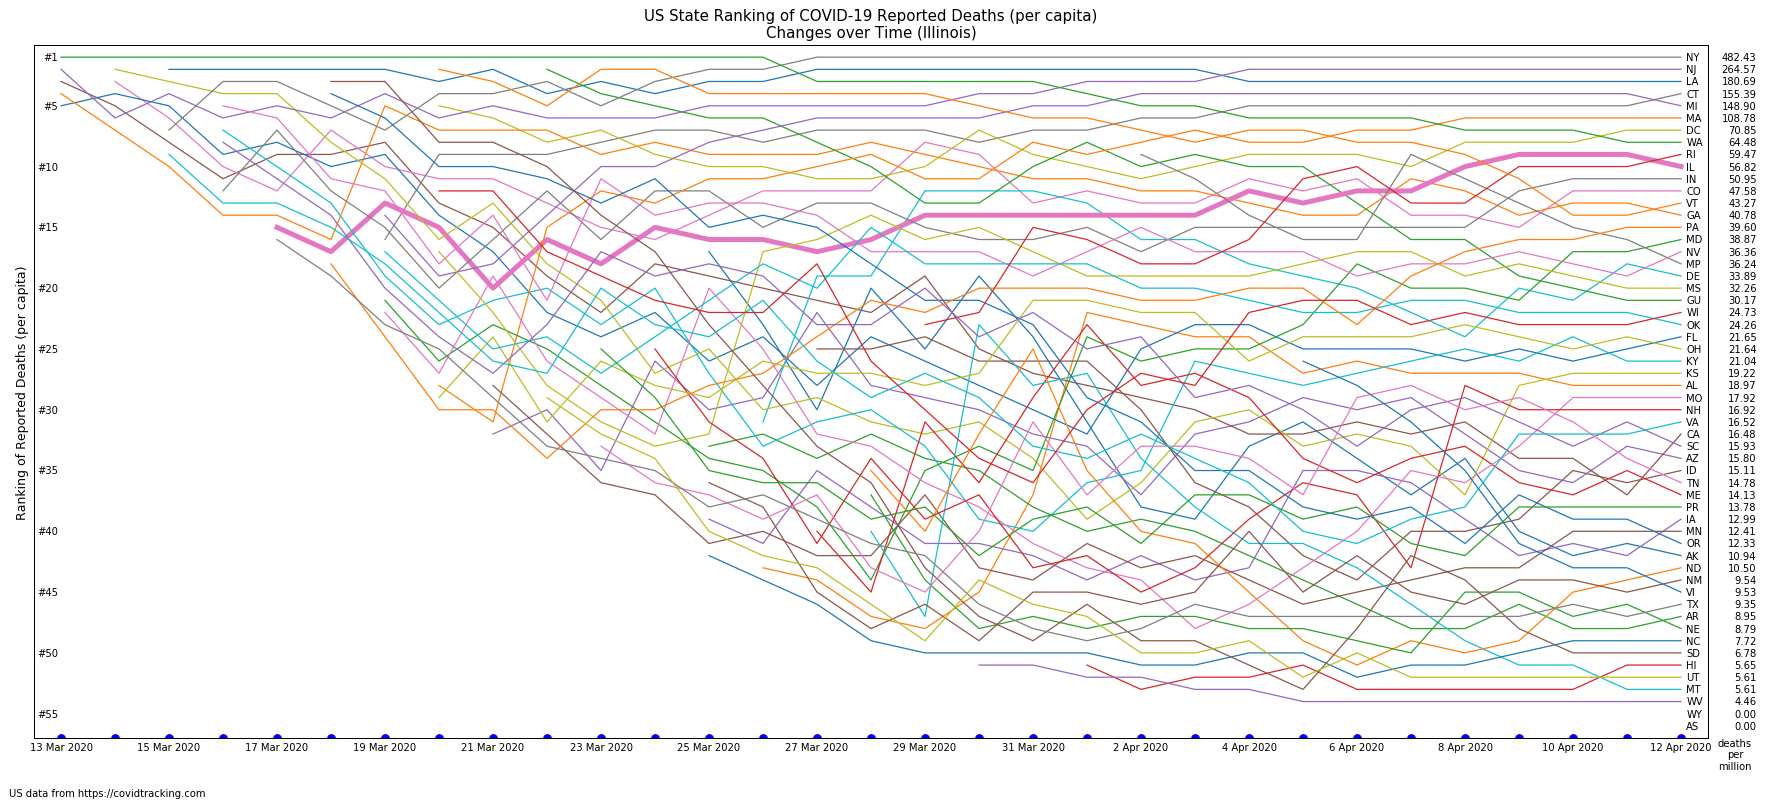 US State Ranking of COVID-19 Reported Deaths (per capita)
Changes over Time (Illinois)
Ranking of Reported Deaths (per capita)
#1
#5
#10
#15
#20
#25
#30
#35
#40
#45
#50
#55
NY 482.43
NJ 264.57
LA 180.69
CT 155.39
MI 148.90
MA 108.78
DC 70.85
WA 64.48
RI 59.47
IL 56.82
IN 50.95
CO 47.58
VT 43.27
GA 40.78
PA 39.60
MD 38.87
NV 36.36
MP 36.24
DE 33.89
MS 32.26
GU 30.17
WI 24.73
OK 24.26
FL 21.65
OH 21.64
KY 21.04
KS 19.22
AL 18.97
MO 17.92
NH 16.92
VA 16.52
CA 16.48
SC 15.93
AZ 15.80
ID 15.11
TN 14.78
ME 14.13
PR 13.78
IA 12.99
MN 12.41
OR 12.33
AK 10.94
ND 10.50
NM 9.54
VI 9.53
TX 9.35
AR 8.95
NE 8.79
NC 7.72
SD 6.78
HI 5.65
UT 5.61
MT 5.61
WV 4.46
WY 0.00
AS 0.00
13 Mar 2020 15 Mar 2020 17 Mar 2020 19 Mar 2020 21 Mar 2020 23 Mar 2020 25 Mar 2020 27 Mar 2020 29 Mar 2020 31 Mar 2020 2 Apr 2020 4 Apr 2020 6 Apr 2020 8 Apr 2020 10 Apr 2020 12 Apr 2020
deaths
per
million
US data from https://covidtracking.com